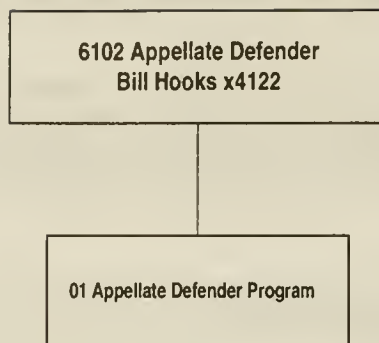 6102 Appellate Defender
Bill Hooks x4122
01 Appellate Defender Program